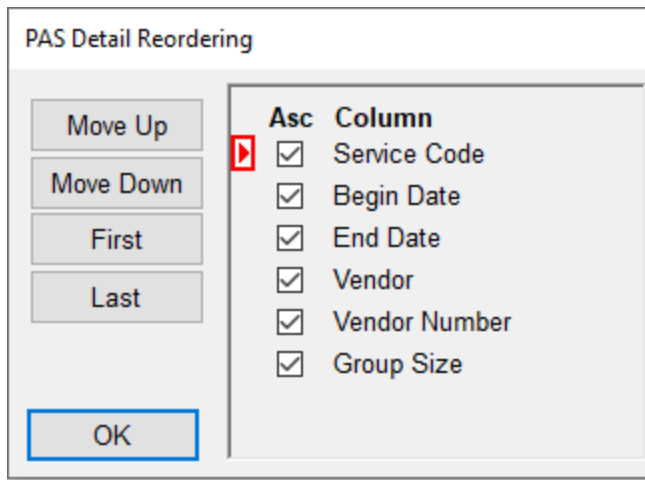 PAS Detail Reordering
Move Up
Move Down
First
Last
OK
Asc Column
Service Code
Begin Date
End Date
Vendor
Vendor Number
Group Size